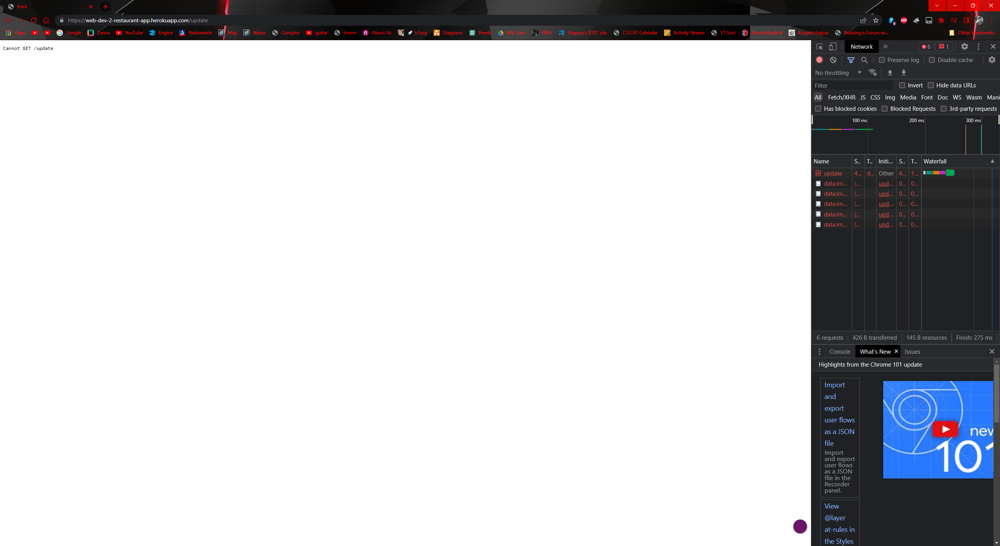 Error
https://web-dev-2-restaurant-app.herokuapp.com/update
Apps Google Zenva YouTube Engine Nationwide Map Wares Complex guitar Home About Us b1nzy Diagrams Pexels My Drive PING Roguey's X3TC site CELCAT Calendar Activity Stream YT Sort Akasztófa játék Közpénzhajsza Building a Forum wi... Other bookmarks
Cannot GET /update
Network 6 1
Preserve log Disable cache
No throttling
Filter Invert Hide data URLs
All Fetch/XHR JS CSS Img Media Font Doc WS Wasm Mani
Has blocked cookies Blocked Requests 3rd-party requests
100 ms 200 ms 300 ms
Name S.. T.. Initi... S.. T.. Waterfall
update 4... d... Other 4... 1...
data:im... (... upd... 0... 0...
data:im... (... upd... 0... 0...
data:im... (... upd... 0... 0...
data:im... (... upd... 0... 0...
data:im... (... upd... 0... 0...
6 requests 426 B transferred 145 B resources Finish: 275 ms
Console What's New Issues
Highlights from the Chrome 101 update
Import
and
export
user flows
as a JSON
file
Import
and export
user flows
as a JSON
file in the
Recorder
panel.
new
101
View
@layer
at-rules in
the Styles
ABP
0